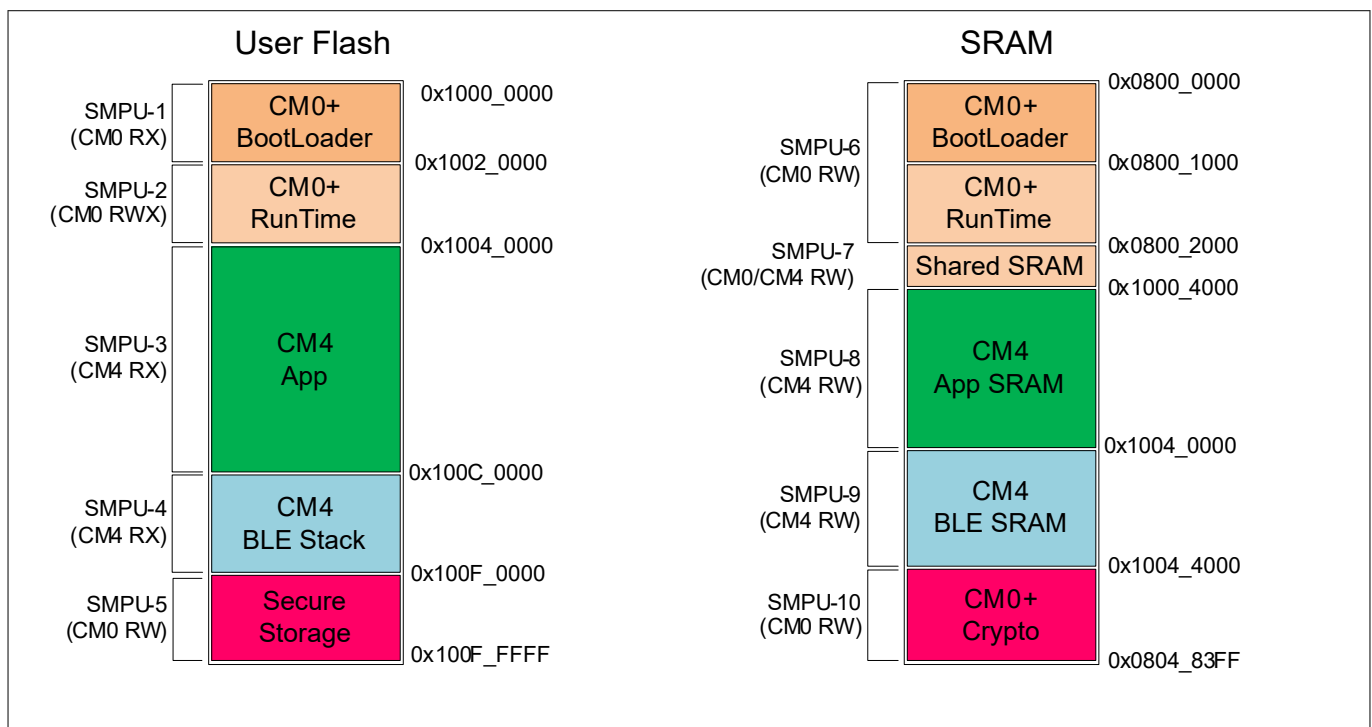 User Flash
SMPU-1
(CM0 RX)
CM0+
BootLoader
0x1000_0000
0x1002_0000
SMPU-2
(CM0 RWX)
CM0+
RunTime
0x1004_0000
SMPU-3
(CM4 RX)
CM4
App
0x100C_0000
SMPU-4
(CM4 RX)
CM4
BLE Stack
0x100F_0000
SMPU-5
(CM0 RW)
Secure
Storage
0x100F_FFFF
SRAM
0x0800_0000
SMPU-6
(CM0 RW)
CM0+
BootLoader
0x0800_1000
CM0+
RunTime
0x0800_2000
SMPU-7
(CM0/CM4 RW)
Shared SRAM
0x1000_4000
SMPU-8
(CM4 RW)
CM4
App SRAM
0x1004_0000
SMPU-9
(CM4 RW)
CM4
BLE SRAM
0x1004_4000
SMPU-10
(CM0 RW)
CM0+
Crypto
0x0804_83FF